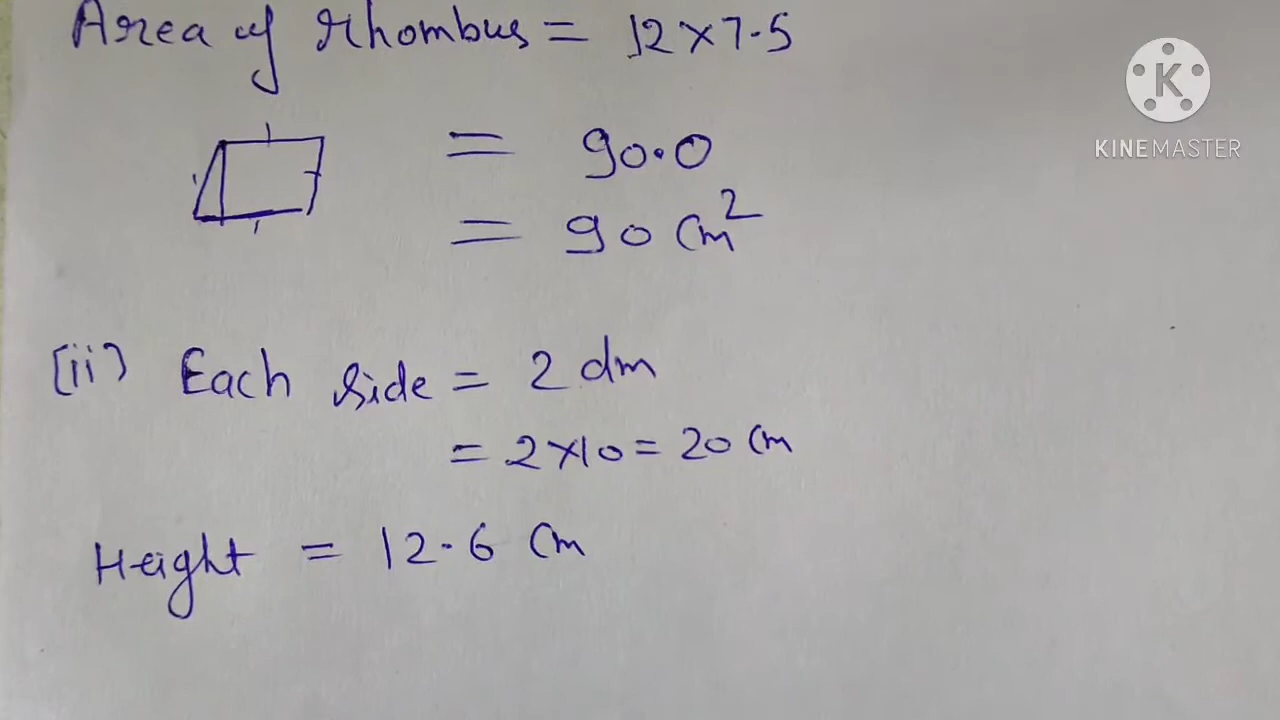 Area of rhombus = 12 × 7.5
= 90.0
= 90 cm²
(ii) Each side = 2 dm
= 2 × 10 = 20 cm
Height = 12.6 cm
K
KINEMASTER